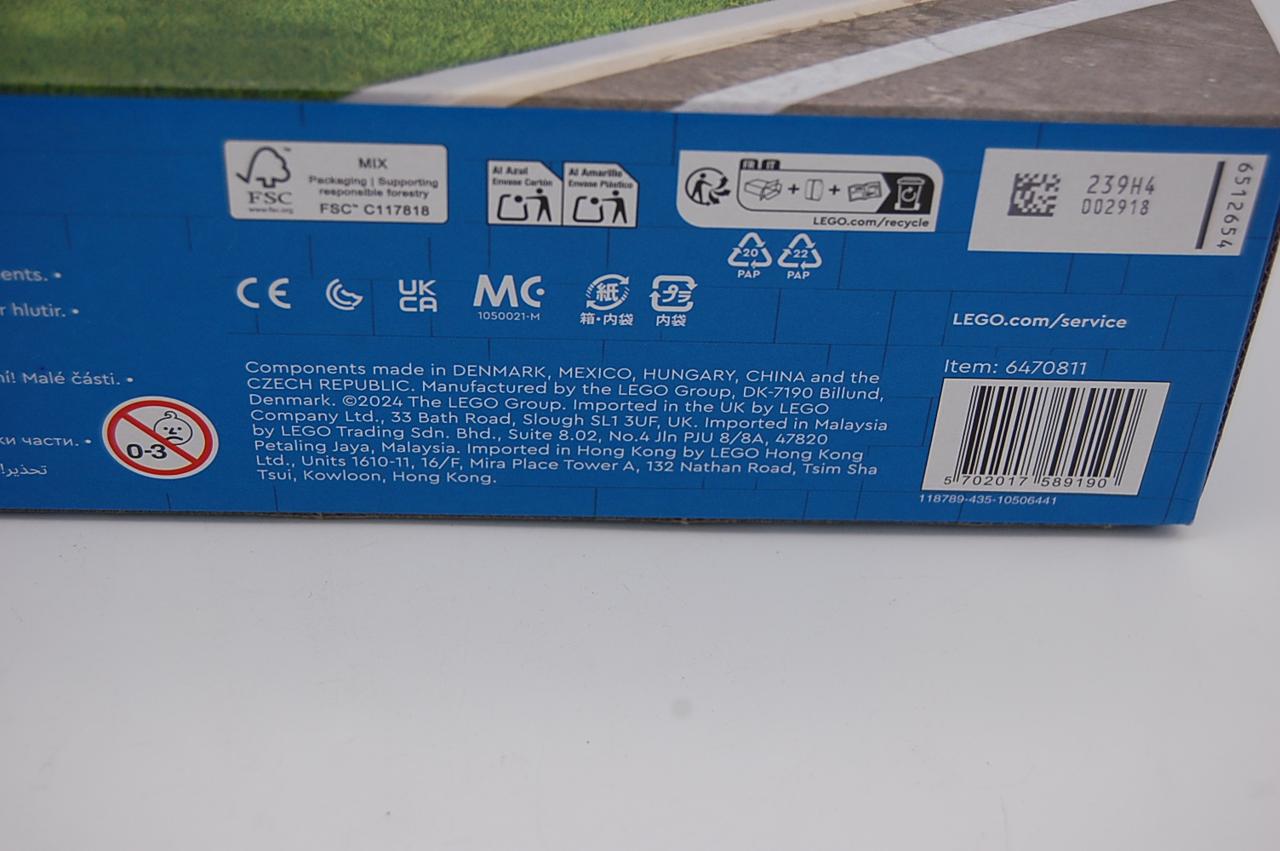 FSC
www.fsc.org
MIX
Packaging | Supporting
responsible forestry
FSC™ C117818
Al Azul
Envase Cartón
Al Amarillo
Envase Plástico
FR IT
LEGO.com/recycle
239H4
002918
6512654
20
PAP
22
PAP
CE
UK
CA
MC
1050021-M
紙
箱・内袋
プラ
内袋
LEGO.com/service
ents. •
r hlutir. •
ní! Malé části. •
ки части. •
تحذير!
0-3
Components made in DENMARK, MEXICO, HUNGARY, CHINA and the
CZECH REPUBLIC. Manufactured by the LEGO Group, DK-7190 Billund,
Denmark. ©2024 The LEGO Group. Imported in the UK by LEGO
Company Ltd., 33 Bath Road, Slough SL1 3UF, UK. Imported in Malaysia
by LEGO Trading Sdn. Bhd., Suite 8.02, No.4 Jln PJU 8/8A, 47820
Petaling Jaya, Malaysia. Imported in Hong Kong by LEGO Hong Kong
Ltd., Units 1610-11, 16/F, Mira Place Tower A, 132 Nathan Road, Tsim Sha
Tsui, Kowloon, Hong Kong.
Item: 6470811
5 702017 589190
118789-435-10506441